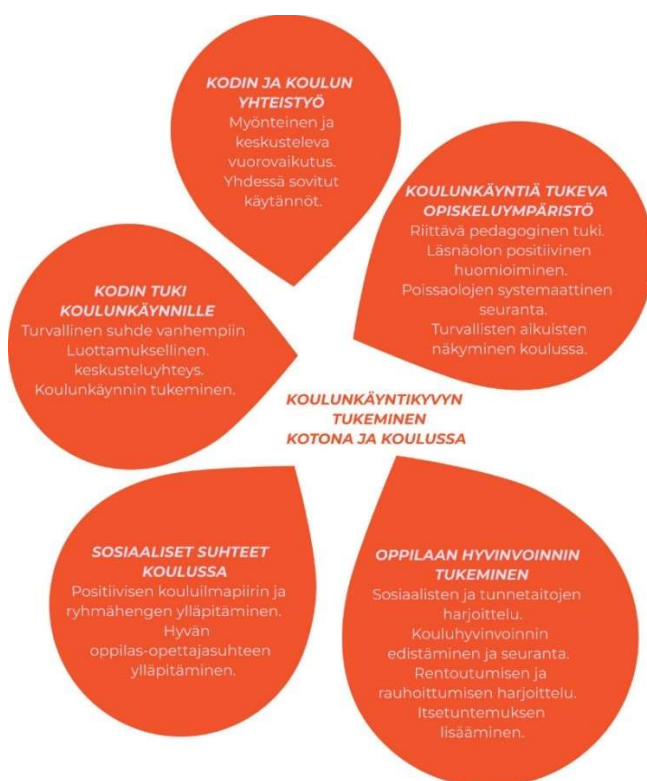 KODIN JA KOULUN
YHTEISTYÖ
Myönteinen ja
keskusteleva
vuorovaikutus.
Yhdessä sovitut
käytännöt.
KOULUNKÄYNTIÄ TUKEVA
OPISKELUYMPÄRISTÖ
Riittävä pedagoginen tuki.
Läsnäolon positiivinen
huomioiminen.
Poissaolojen systemaattinen
seuranta.
Turvallisten aikuisten
näkyminen koulussa.
KODIN TUKI
KOULUNKÄYNNILLE
Turvallinen suhde vanhempiin
Luottamuksellinen.
keskusteluyhteys.
Koulunkäynnin tukeminen.
KOULUNKÄYNTIKYVYN
TUKEMINEN
KOTONA JA KOULUSSA
SOSIAALISET SUHTEET
KOULUSSA
Positiivisen kouluilmapiirin ja
ryhmähengen ylläpitäminen.
Hyvän
oppilas-opettajasuhteen
ylläpitäminen.
OPPILAAN HYVINVOINNIN
TUKEMINEN
Sosiaalisten ja tunnetaitojen
harjoittelu.
Kouluhyvinvoinnin
edistäminen ja seuranta.
Rentoutumisen ja
rauhoittumisen harjoittelu.
Itsetuntemuksen
lisääminen.